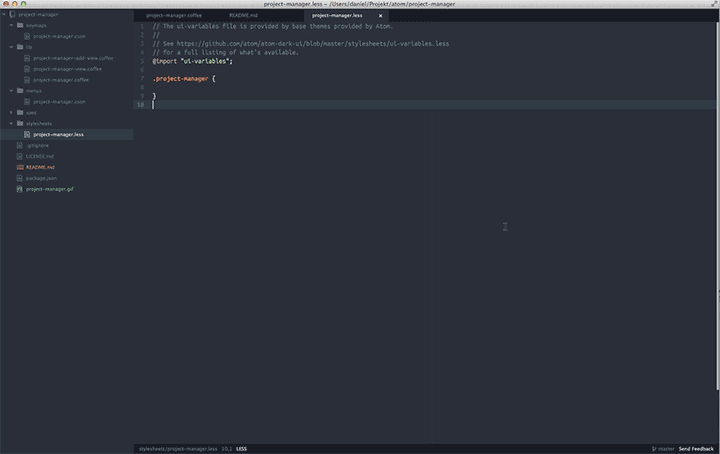 project-manager.less - /Users/daniel/Projekt/atom/project-manager
project-manager
keymaps
project-manager.cson
lib
project-manager-add-view.coffee
project-manager-view.coffee
project-manager.coffee
menus
project-manager.cson
spec
stylesheets
project-manager.less
.gitignore
LICENSE.md
README.md
package.json
project-manager.gif
project-manager.coffee README.md project-manager.less ×
1 // The ui-variables file is provided by base themes provided by Atom.
2 //
3 // See https://github.com/atom/atom-dark-ui/blob/master/stylesheets/ui-variables.less
4 // for a full listing of what's available.
5 @import "ui-variables";
6
7 .project-manager {
8
9 }
10
stylesheets/project-manager.less 10,1 LESS master Send Feedback